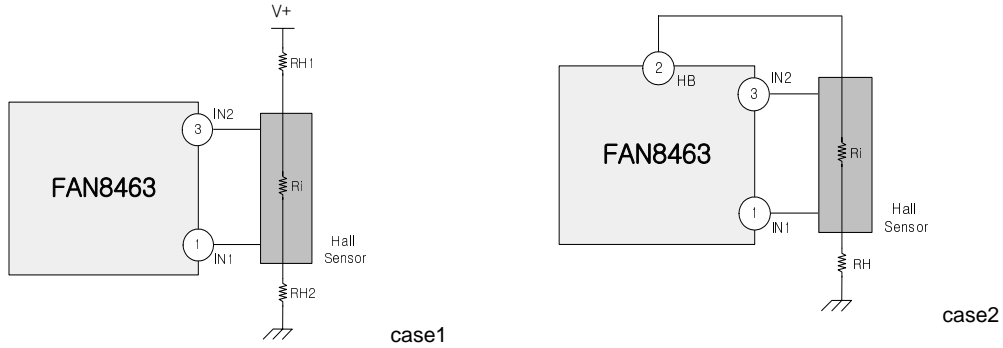 V+
RH1
IN2
3
FAN8463
Ri
1
IN1
Hall
Sensor
RH2
case1
2
HB
IN2
3
FAN8463
Ri
1
IN1
Hall
Sensor
RH
case2